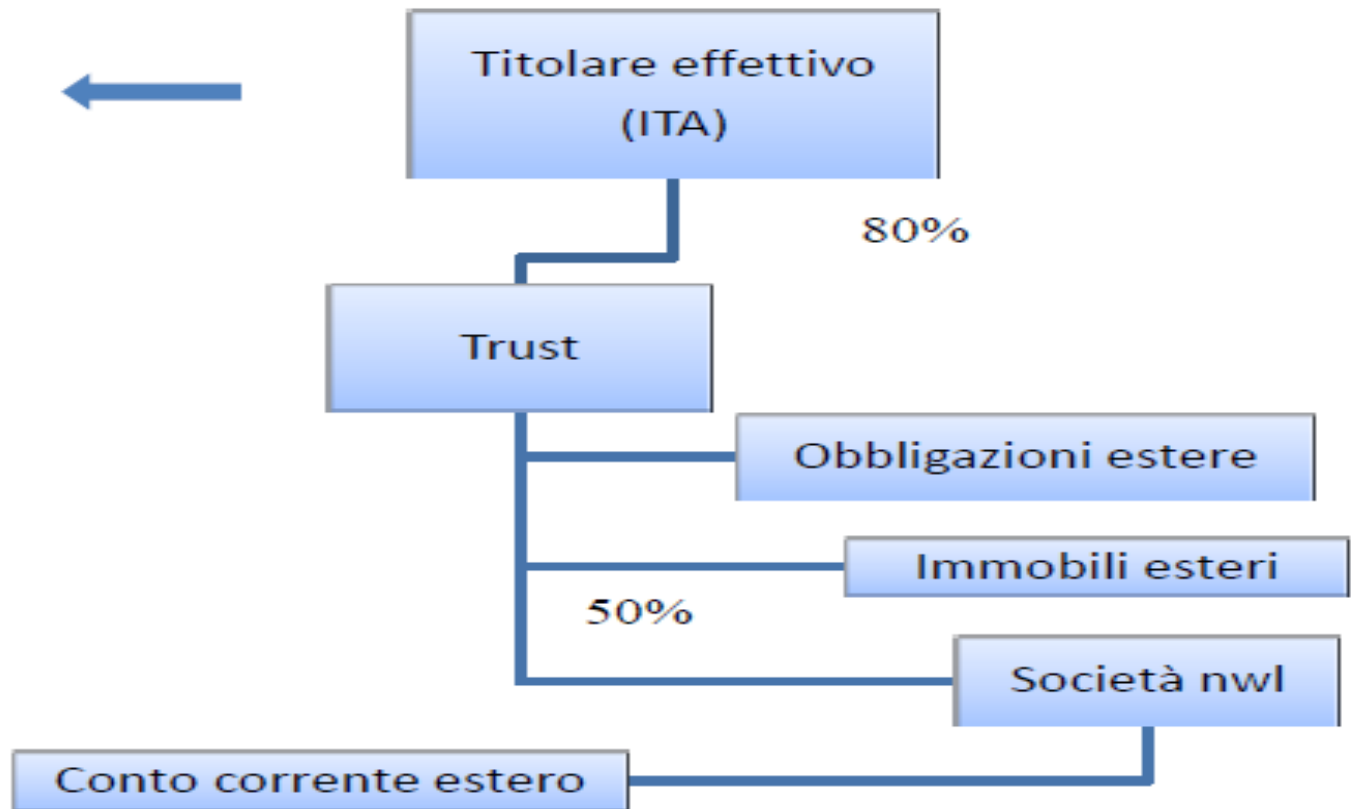 Titolare effettivo
(ITA)
80%
Trust
Obbligazioni estere
Immobili esteri
50%
Società nwl
Conto corrente estero